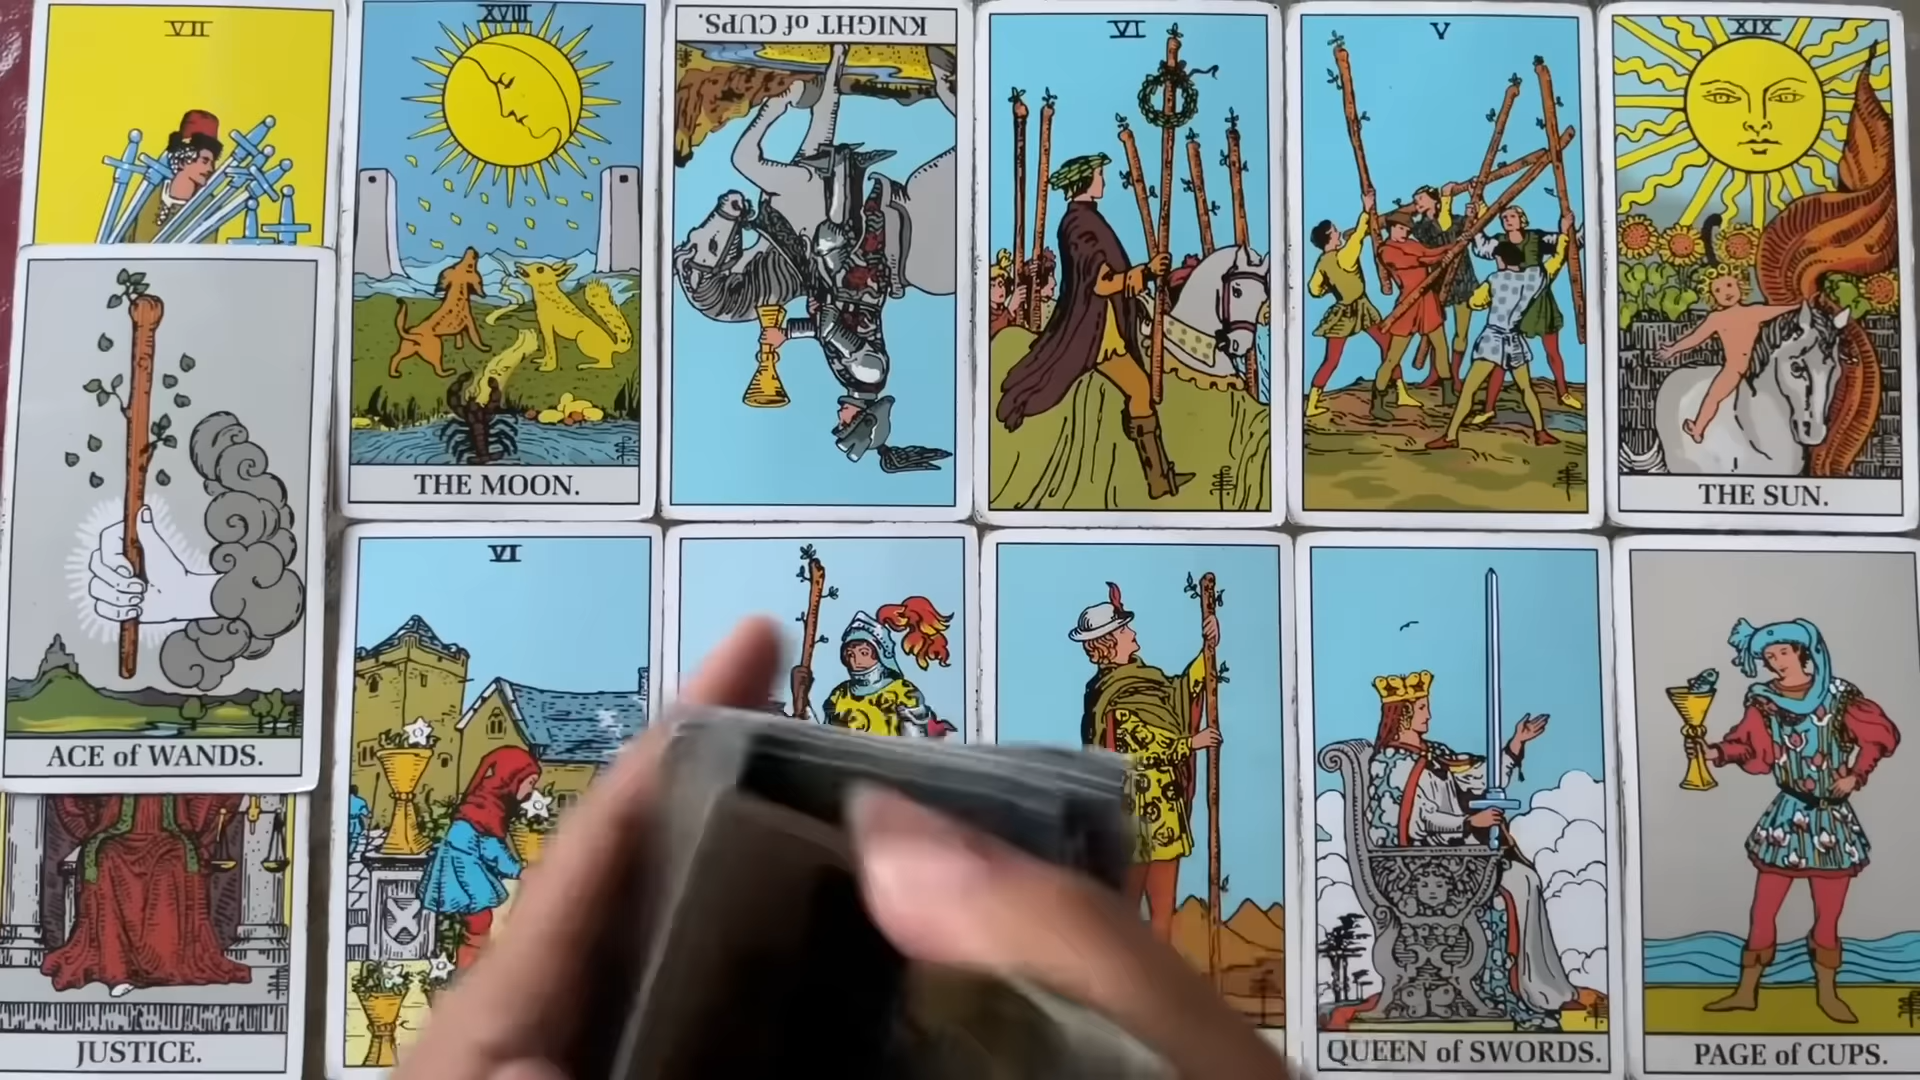 VII
XVIII
KNIGHT of CUPS.
VI
V
XIX
THE MOON.
THE SUN.
ACE of WANDS.
VI
JUSTICE.
QUEEN of SWORDS.
PAGE of CUPS.